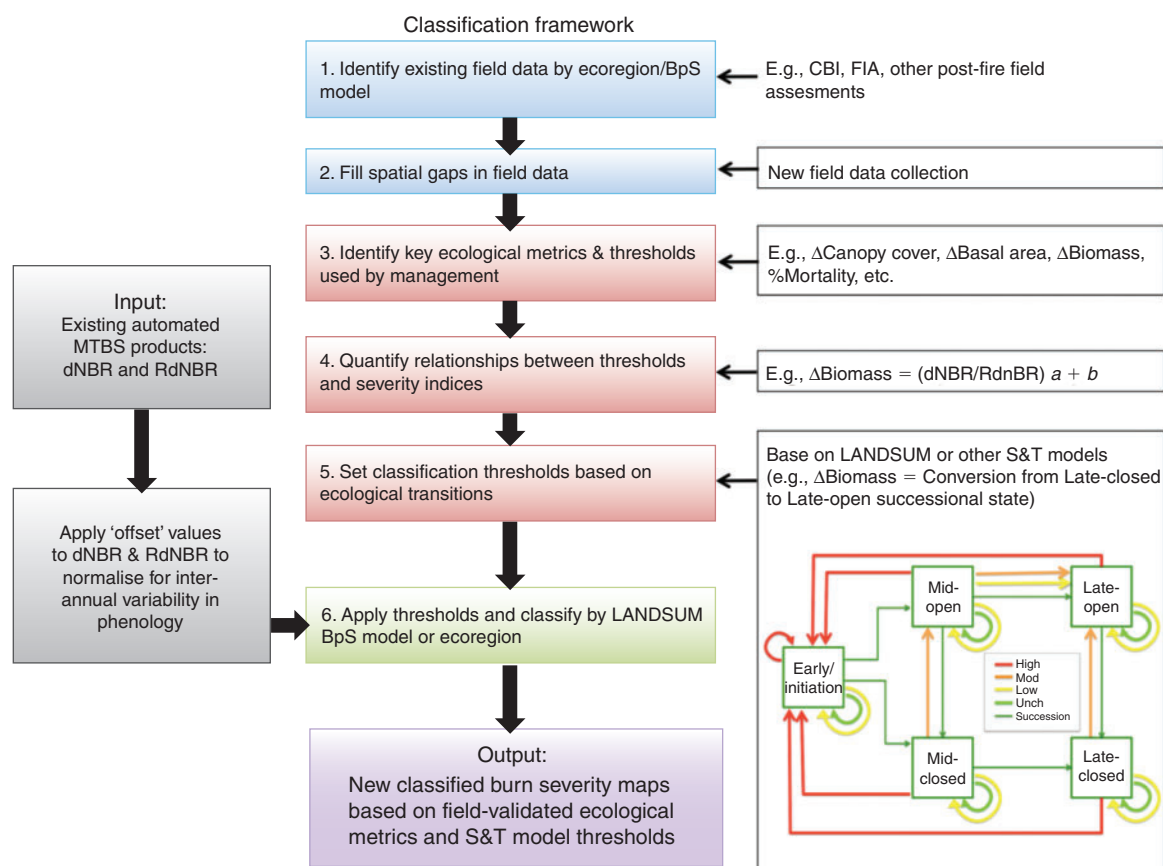 Classification framework
1. Identify existing field data by ecoregion/BpS
model
E.g., CBI, FIA, other post-fire field
assesments
2. Fill spatial gaps in field data
New field data collection
3. Identify key ecological metrics & thresholds
used by management
E.g., ΔCanopy cover, ΔBasal area, ΔBiomass,
%Mortality, etc.
Input:
Existing automated
MTBS products:
dNBR and RdNBR
4. Quantify relationships between thresholds
and severity indices
E.g., ΔBiomass = (dNBR/RdnBR) a + b
5. Set classification thresholds based on
ecological transitions
Base on LANDSUM or other S&T models
(e.g., ΔBiomass = Conversion from Late-closed
to Late-open successional state)
Apply ‘offset’ values
to dNBR & RdNBR to
normalise for inter-
annual variability in
phenology
6. Apply thresholds and classify by LANDSUM
BpS model or ecoregion
Output:
New classified burn severity maps
based on field-validated ecological
metrics and S&T model thresholds
Mid-
open
Late-
open
Early/
initiation
High
Mod
Low
Unch
Succession
Mid-
closed
Late-
closed